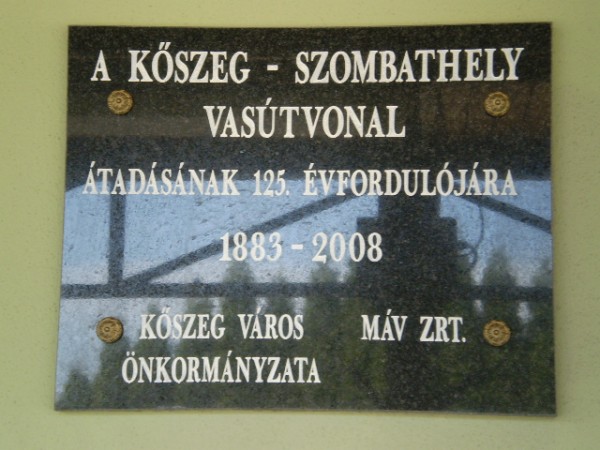 A KŐSZEG - SZOMBATHELY
VASÚTVONAL
ÁTADÁSÁNAK 125. ÉVFORDULÓJÁRA
1883 - 2008
KŐSZEG VÁROS MÁV ZRT.
ÖNKORMÁNYZATA